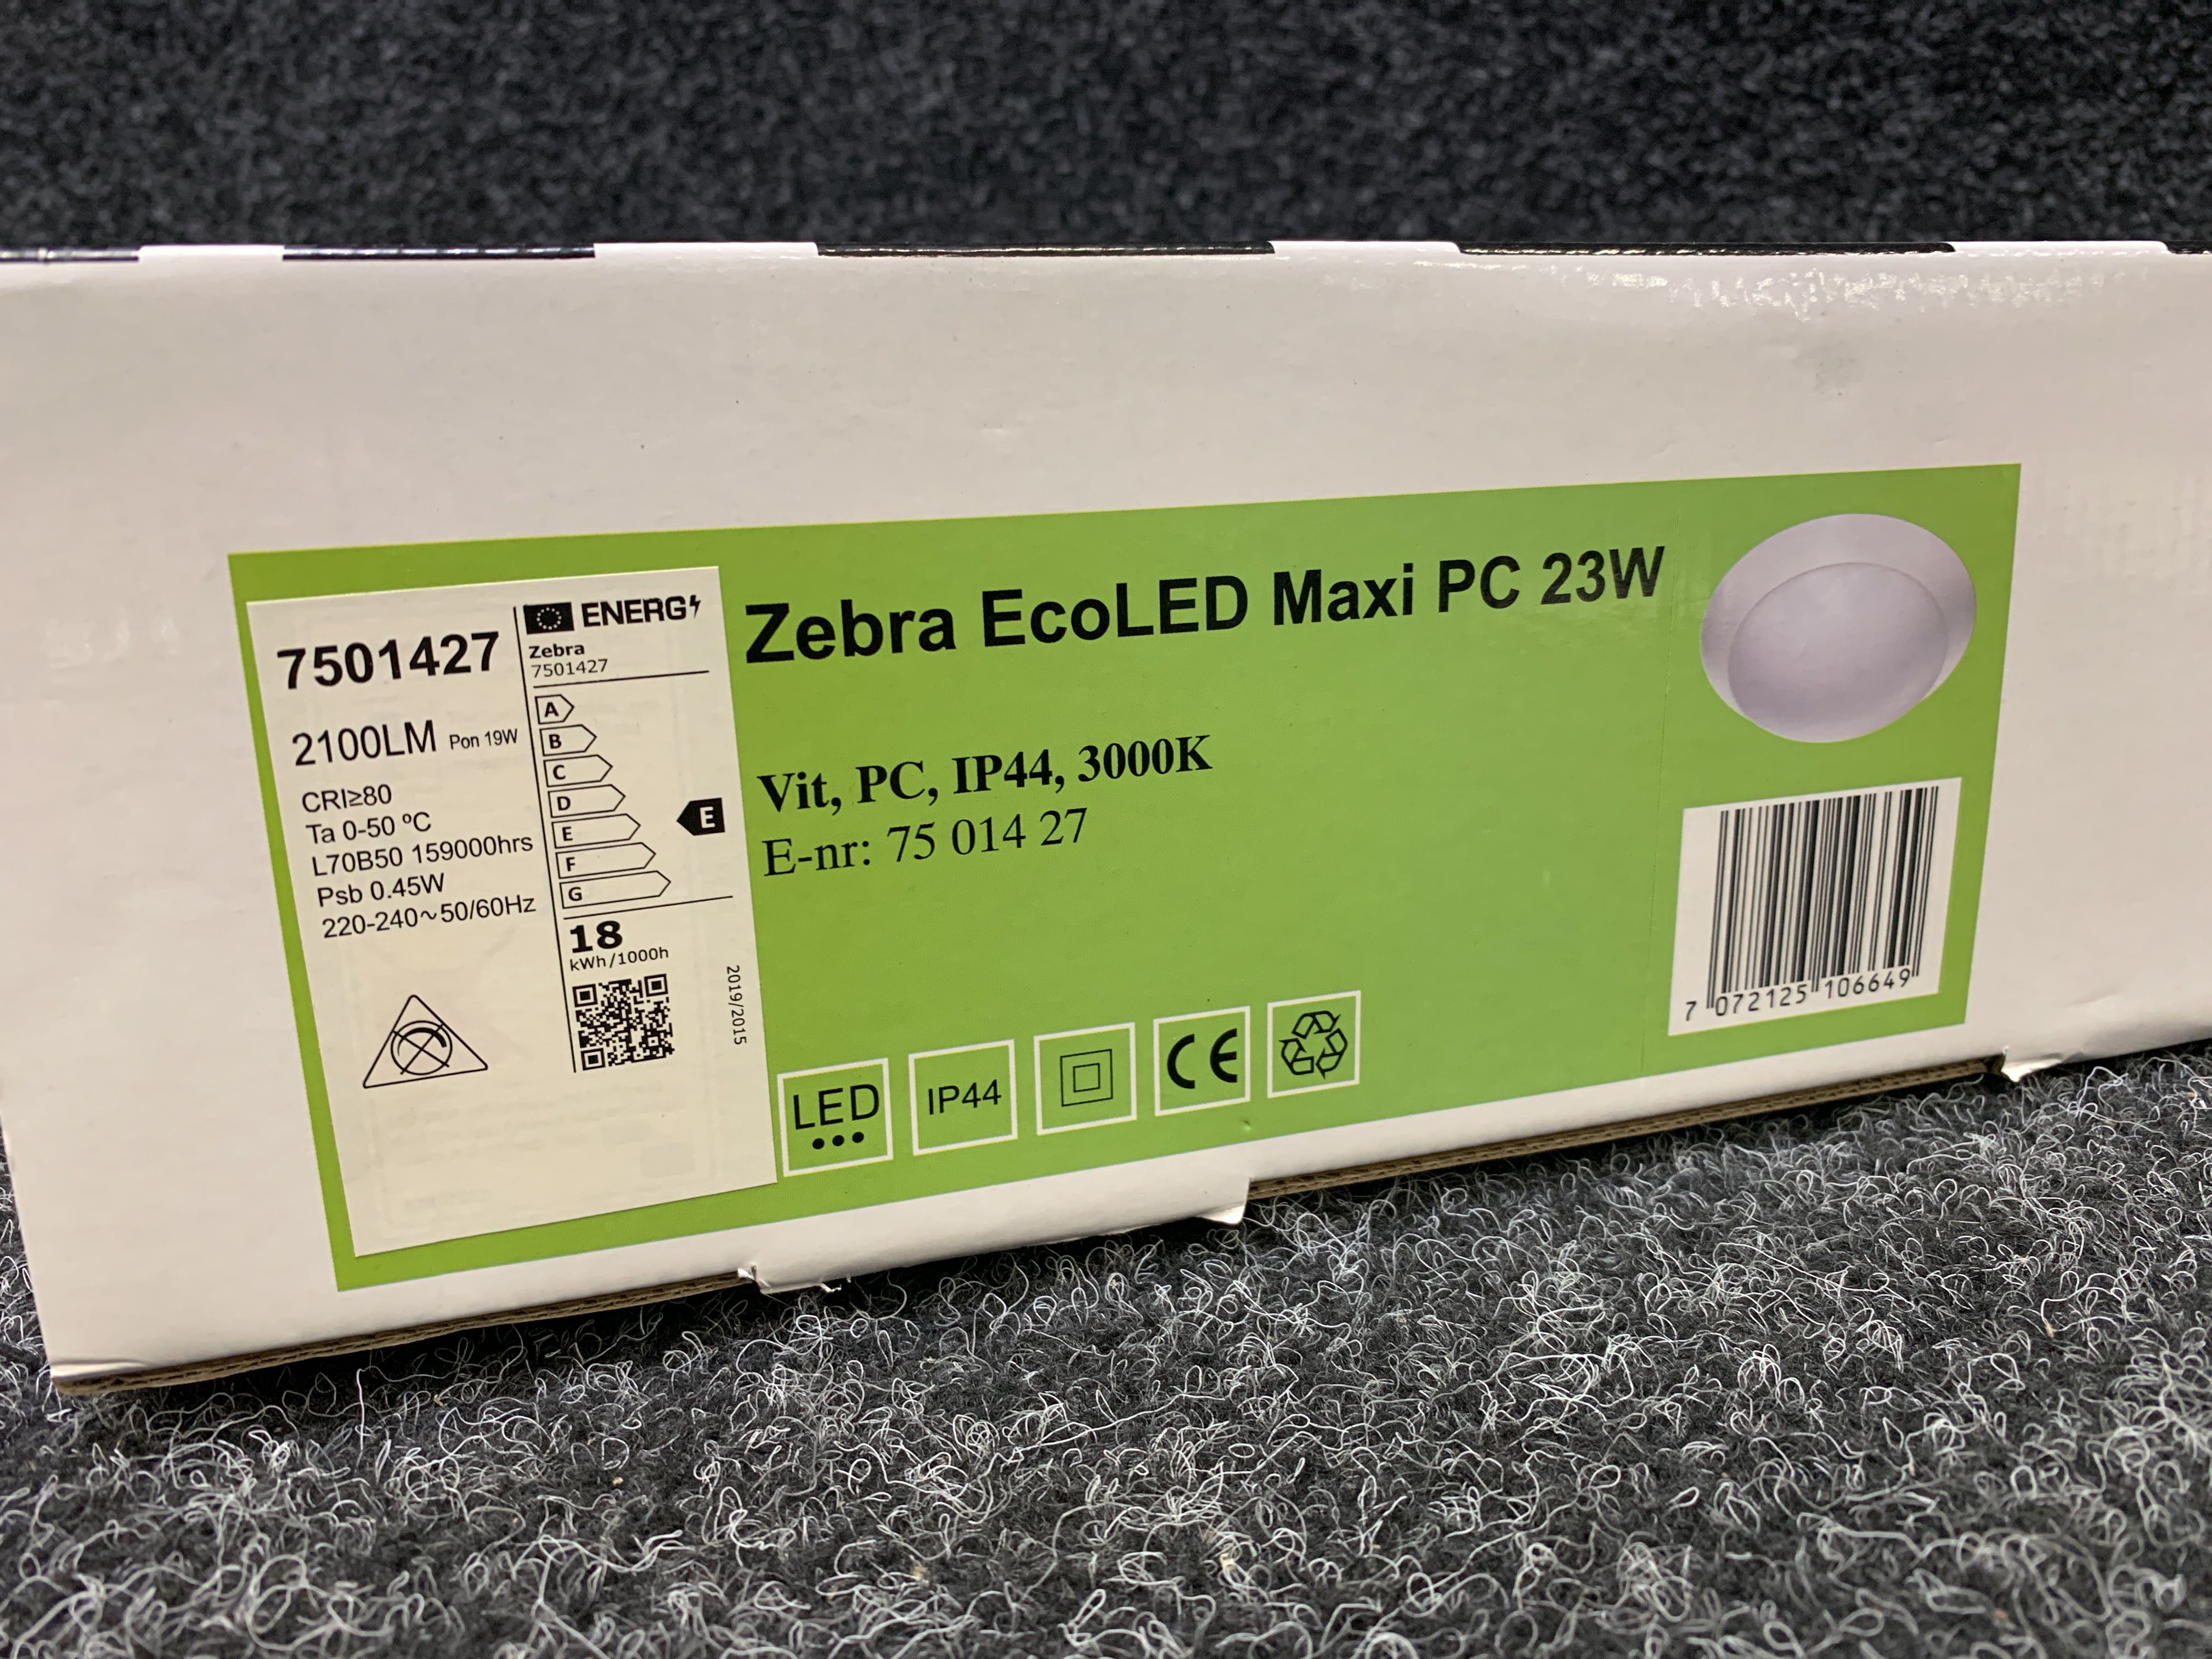 7501427
2100LM Pon 19W
CRI≥80
Ta 0-50 ºC
L70B50 159000hrs
Psb 0.45W
220-240~50/60Hz
ENERG
Zebra
7501427
A
B
C
D
E
F
G
E
18
kWh/1000h
2019/2015
Zebra EcoLED Maxi PC 23W
Vit, PC, IP44, 3000K
E-nr: 75 014 27
LED
IP44
CE
7 072125 106649